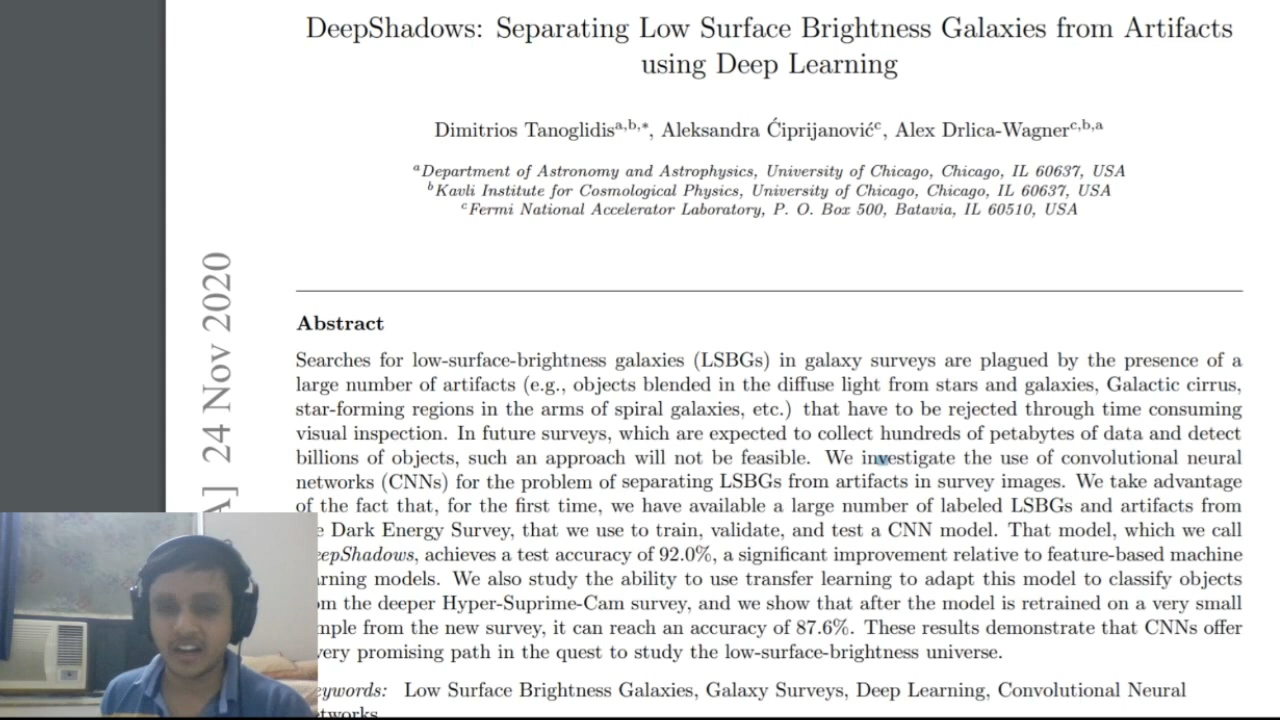 DeepShadows: Separating Low Surface Brightness Galaxies from Artifacts
using Deep Learning
Dimitrios Tanoglidisa,b,∗, Aleksandra Ćiprijanovićc, Alex Drlica-Wagnerc,b,a
aDepartment of Astronomy and Astrophysics, University of Chicago, Chicago, IL 60637, USA
bKavli Institute for Cosmological Physics, University of Chicago, Chicago, IL 60637, USA
cFermi National Accelerator Laboratory, P. O. Box 500, Batavia, IL 60510, USA
A] 24 Nov 2020
Abstract
Searches for low-surface-brightness galaxies (LSBGs) in galaxy surveys are plagued by the presence of a
large number of artifacts (e.g., objects blended in the diffuse light from stars and galaxies, Galactic cirrus,
star-forming regions in the arms of spiral galaxies, etc.) that have to be rejected through time consuming
visual inspection. In future surveys, which are expected to collect hundreds of petabytes of data and detect
billions of objects, such an approach will not be feasible. We investigate the use of convolutional neural
networks (CNNs) for the problem of separating LSBGs from artifacts in survey images. We take advantage
of the fact that, for the first time, we have available a large number of labeled LSBGs and artifacts from
e Dark Energy Survey, that we use to train, validate, and test a CNN model. That model, which we call
eepShadows, achieves a test accuracy of 92.0%, a significant improvement relative to feature-based machine
rning models. We also study the ability to use transfer learning to adapt this model to classify objects
om the deeper Hyper-Suprime-Cam survey, and we show that after the model is retrained on a very small
mple from the new survey, it can reach an accuracy of 87.6%. These results demonstrate that CNNs offer
very promising path in the quest to study the low-surface-brightness universe.
eywords: Low Surface Brightness Galaxies, Galaxy Surveys, Deep Learning, Convolutional Neural
etworks